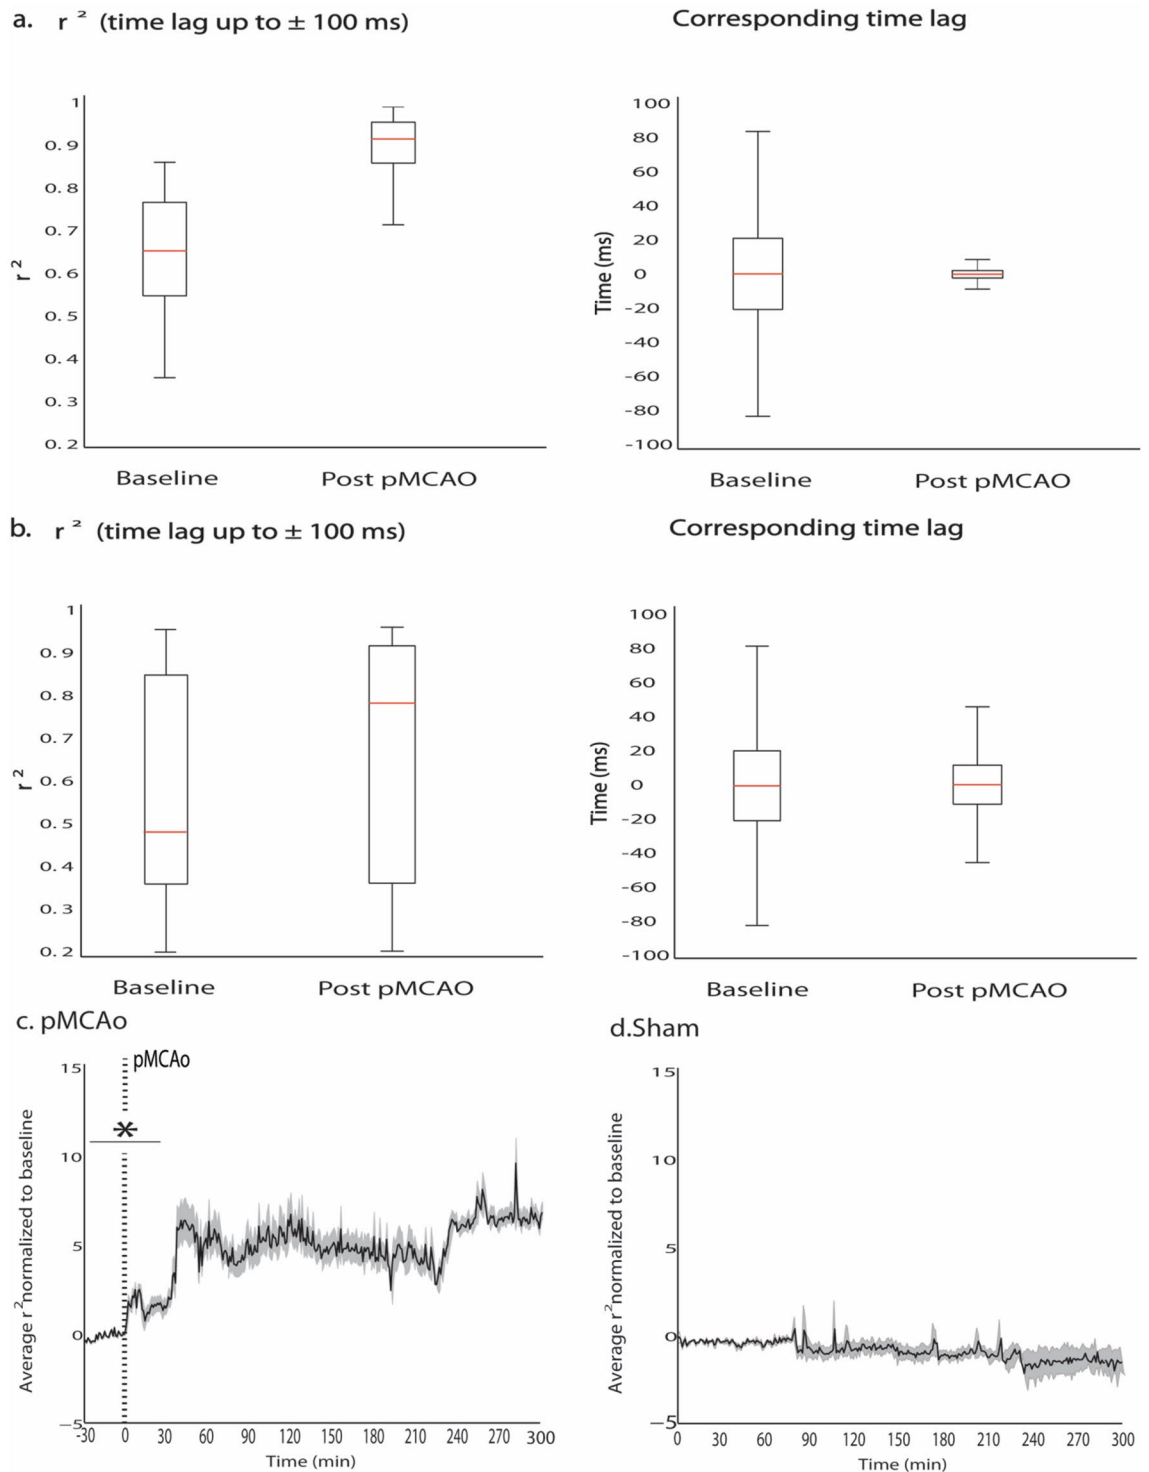 a. r ² (time lag up to ± 100 ms)
Corresponding time lag
1
0.9
0.8
0.7
0.6
0.5
0.4
0.3
0.2
r ²
Baseline
Post pMCAO
100
80
60
40
20
0
-20
-40
-60
-80
-100
Time (ms)
Baseline
Post pMCAO
b. r ² (time lag up to ± 100 ms)
Corresponding time lag
1
0.9
0.8
0.7
0.6
0.5
0.4
0.3
0.2
r ²
Baseline
Post pMCAO
100
80
60
40
20
0
-20
-40
-60
-80
-100
Time (ms)
Baseline
Post pMCAO
c. pMCAo
pMCAo
*
15
10
5
0
-5
Average r² normalized to baseline
-30 0 30 60 90 120 150 180 210 240 270 300
Time (min)
d.Sham
15
10
5
0
-5
Average r² normalized to baseline
0 30 60 90 120 150 180 210 240 270 300
Time (min)